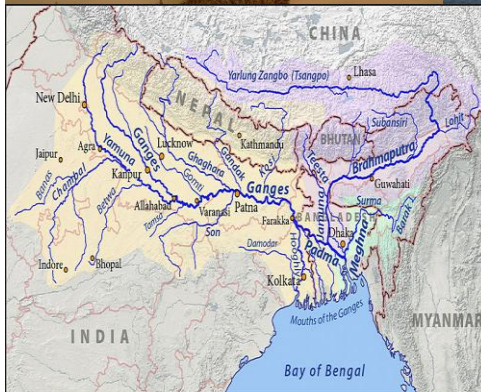 CHINA
Yarlung Zangbo (Tsangpo)
Lhasa
New Delhi
NEPAL
Subansiri
Lohit
Kathmandu
BHUTAN
Agra
Yamuna
Ganges
Lucknow
Ghaghara
Gandak
Kosi
Teesta
Brahmaputra
Jaipur
Kanpur
Gomti
Ganges
Guwahati
Banas
Chambal
Betwa
Allahabad
Varanasi
Patna
Jamuna
Surma
Barak
Tamsa
Son
Farakka
BANGLADESH
Dhaka
Meghna
Damodar
Hooghly
Padma
Indore
Bhopal
Kolkata
Mouths of the Ganges
INDIA
MYANMAR
Bay of Bengal